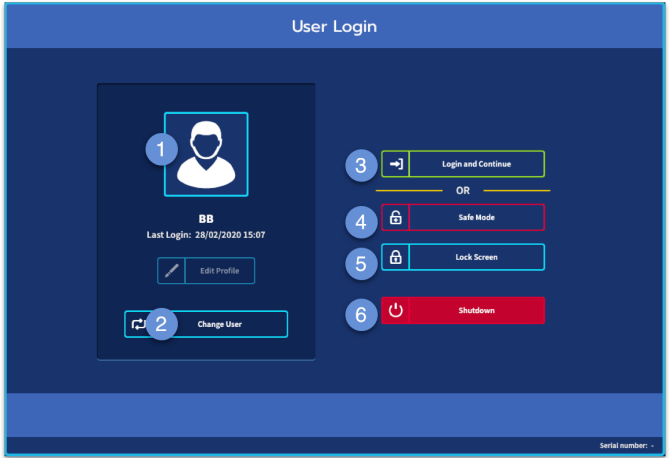 User Login
1
BB
Last Login: 28/02/2020 15:07
Edit Profile
2 Change User
3 Login and Continue
OR
4 Safe Mode
5 Lock Screen
6 Shutdown
Serial number: -